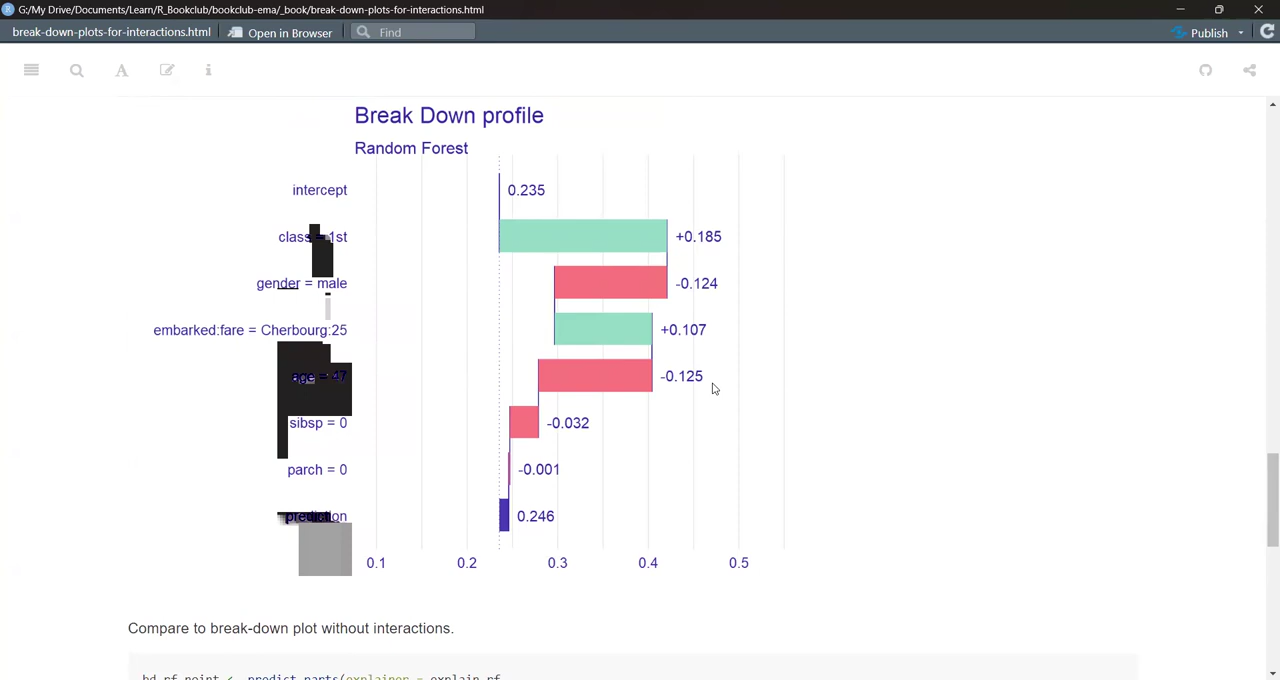 G:/My Drive/Documents/Learn/R_Bookclub/bookclub-ema/_book/break-down-plots-for-interactions.html
break-down-plots-for-interactions.html Open in Browser Find Publish
Break Down profile
Random Forest
intercept 0.235
class = 1st +0.185
gender = male -0.124
embarked:fare = Cherbourg:25 +0.107
age = 47 -0.125
sibsp = 0 -0.032
parch = 0 -0.001
prediction 0.246
0.1 0.2 0.3 0.4 0.5
Compare to break-down plot without interactions.
bd_rf_point <- predict_parts(explainer = explain_rf,